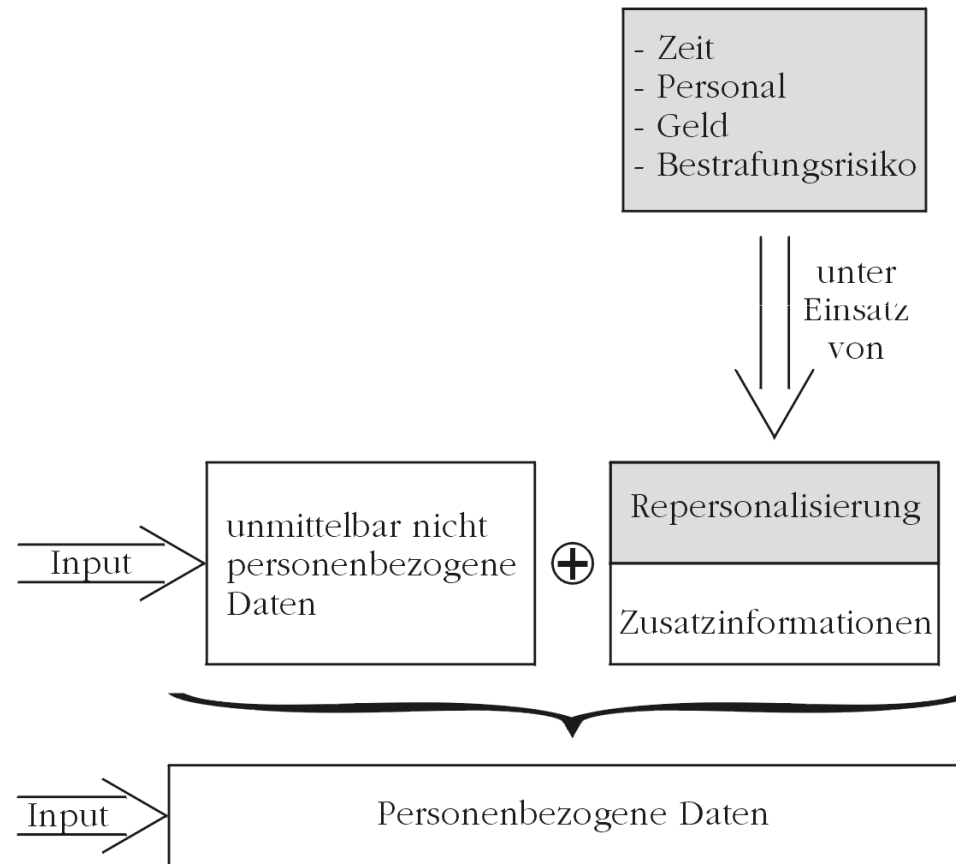 - Zeit
- Personal
- Geld
- Bestrafungsrisiko
unter
Einsatz
von
Input
unmittelbar nicht
personenbezogene
Daten
+
Repersonalisierung
Zusatzinformationen
Input
Personenbezogene Daten